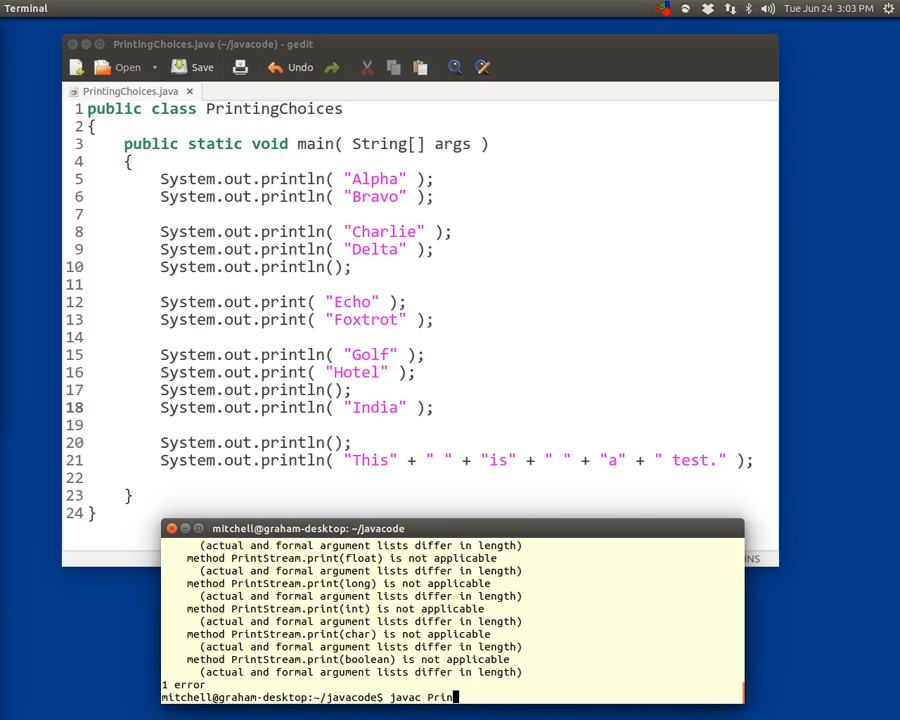 Terminal
Tue Jun 24 3:03 PM
PrintingChoices.java (~/javacode) - gedit
Open Save Undo
PrintingChoices.java ×
1 public class PrintingChoices
2 {
3 public static void main( String[] args )
4 {
5 System.out.println( "Alpha" );
6 System.out.println( "Bravo" );
7
8 System.out.println( "Charlie" );
9 System.out.println( "Delta" );
10 System.out.println();
11
12 System.out.print( "Echo" );
13 System.out.print( "Foxtrot" );
14
15 System.out.println( "Golf" );
16 System.out.print( "Hotel" );
17 System.out.println();
18 System.out.println( "India" );
19
20 System.out.println();
21 System.out.println( "This" + " " + "is" + " " + "a" + " test." );
22
23 }
24 }
NS
mitchell@graham-desktop: ~/javacode
(actual and formal argument lists differ in length)
method PrintStream.print(float) is not applicable
(actual and formal argument lists differ in length)
method PrintStream.print(long) is not applicable
(actual and formal argument lists differ in length)
method PrintStream.print(int) is not applicable
(actual and formal argument lists differ in length)
method PrintStream.print(char) is not applicable
(actual and formal argument lists differ in length)
method PrintStream.print(boolean) is not applicable
(actual and formal argument lists differ in length)
1 error
mitchell@graham-desktop:~/javacode$ javac Prin